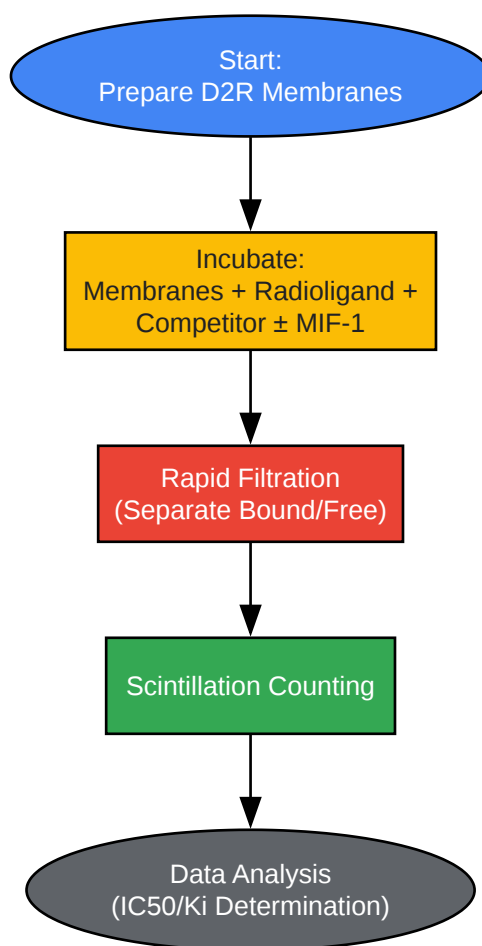 Start:
Prepare D2R Membranes
Incubate:
Membranes + Radioligand +
Competitor ± MIF-1
Rapid Filtration
(Separate Bound/Free)
Scintillation Counting
Data Analysis
(IC50/Ki Determination)